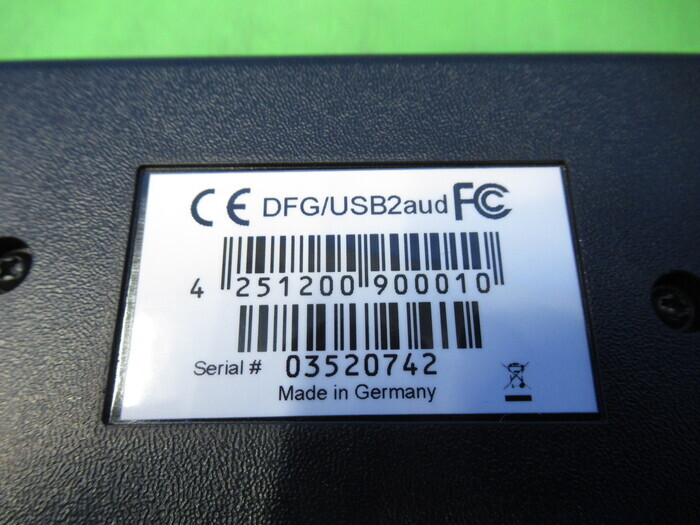 CE DFG/USB2aud FC
4 251200 900010
Serial # 03520742
Made in Germany